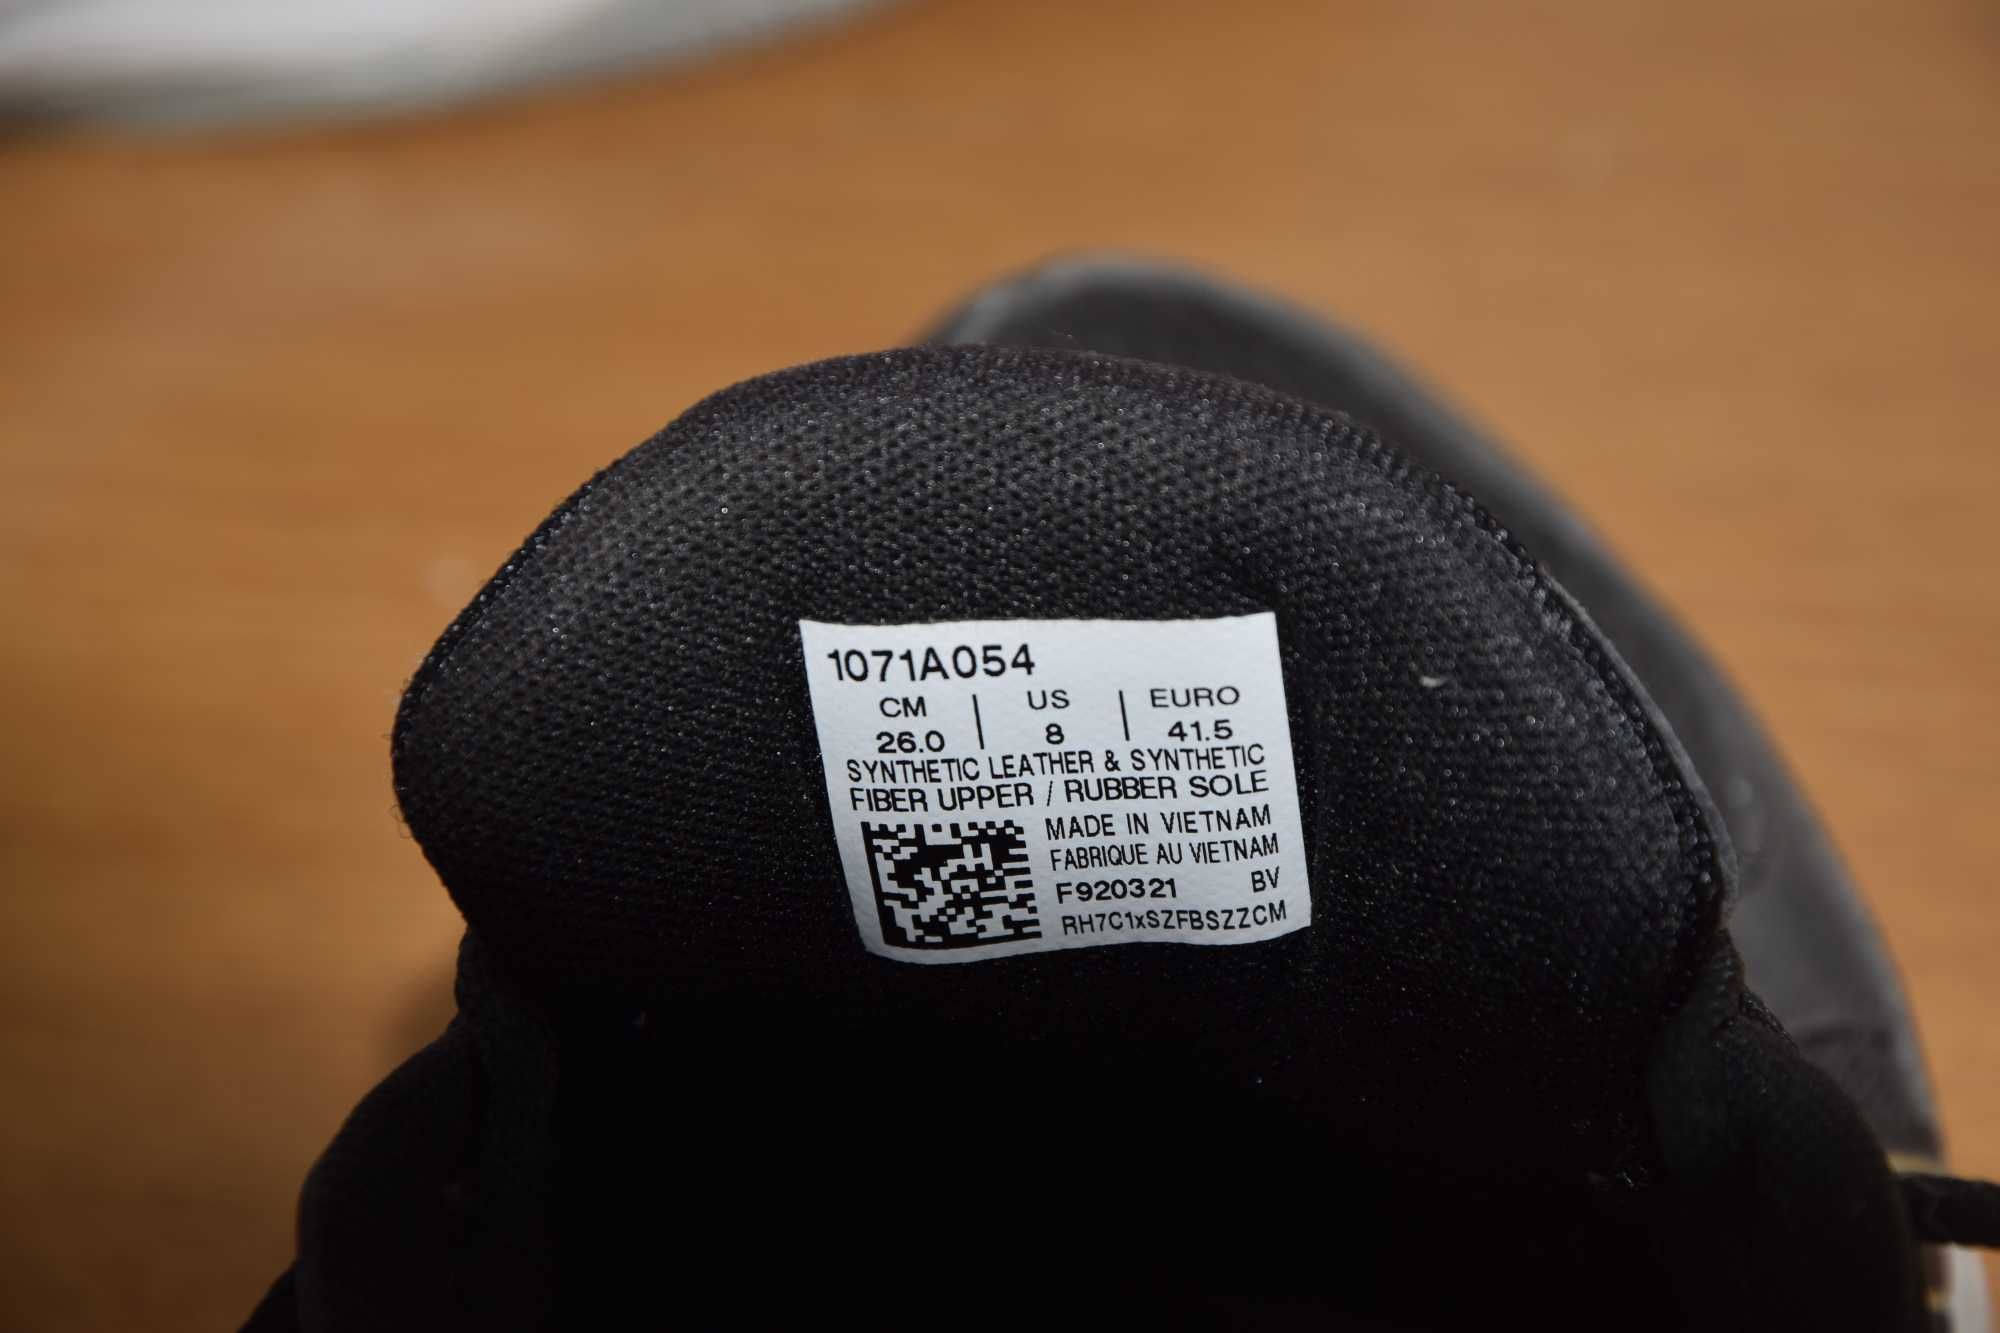 1071A054
CM | US | EURO
26.0 | 8 | 41.5
SYNTHETIC LEATHER & SYNTHETIC
FIBER UPPER / RUBBER SOLE
MADE IN VIETNAM
FABRIQUE AU VIETNAM
F920321 BV
RH7C1xSZFBSZZCM